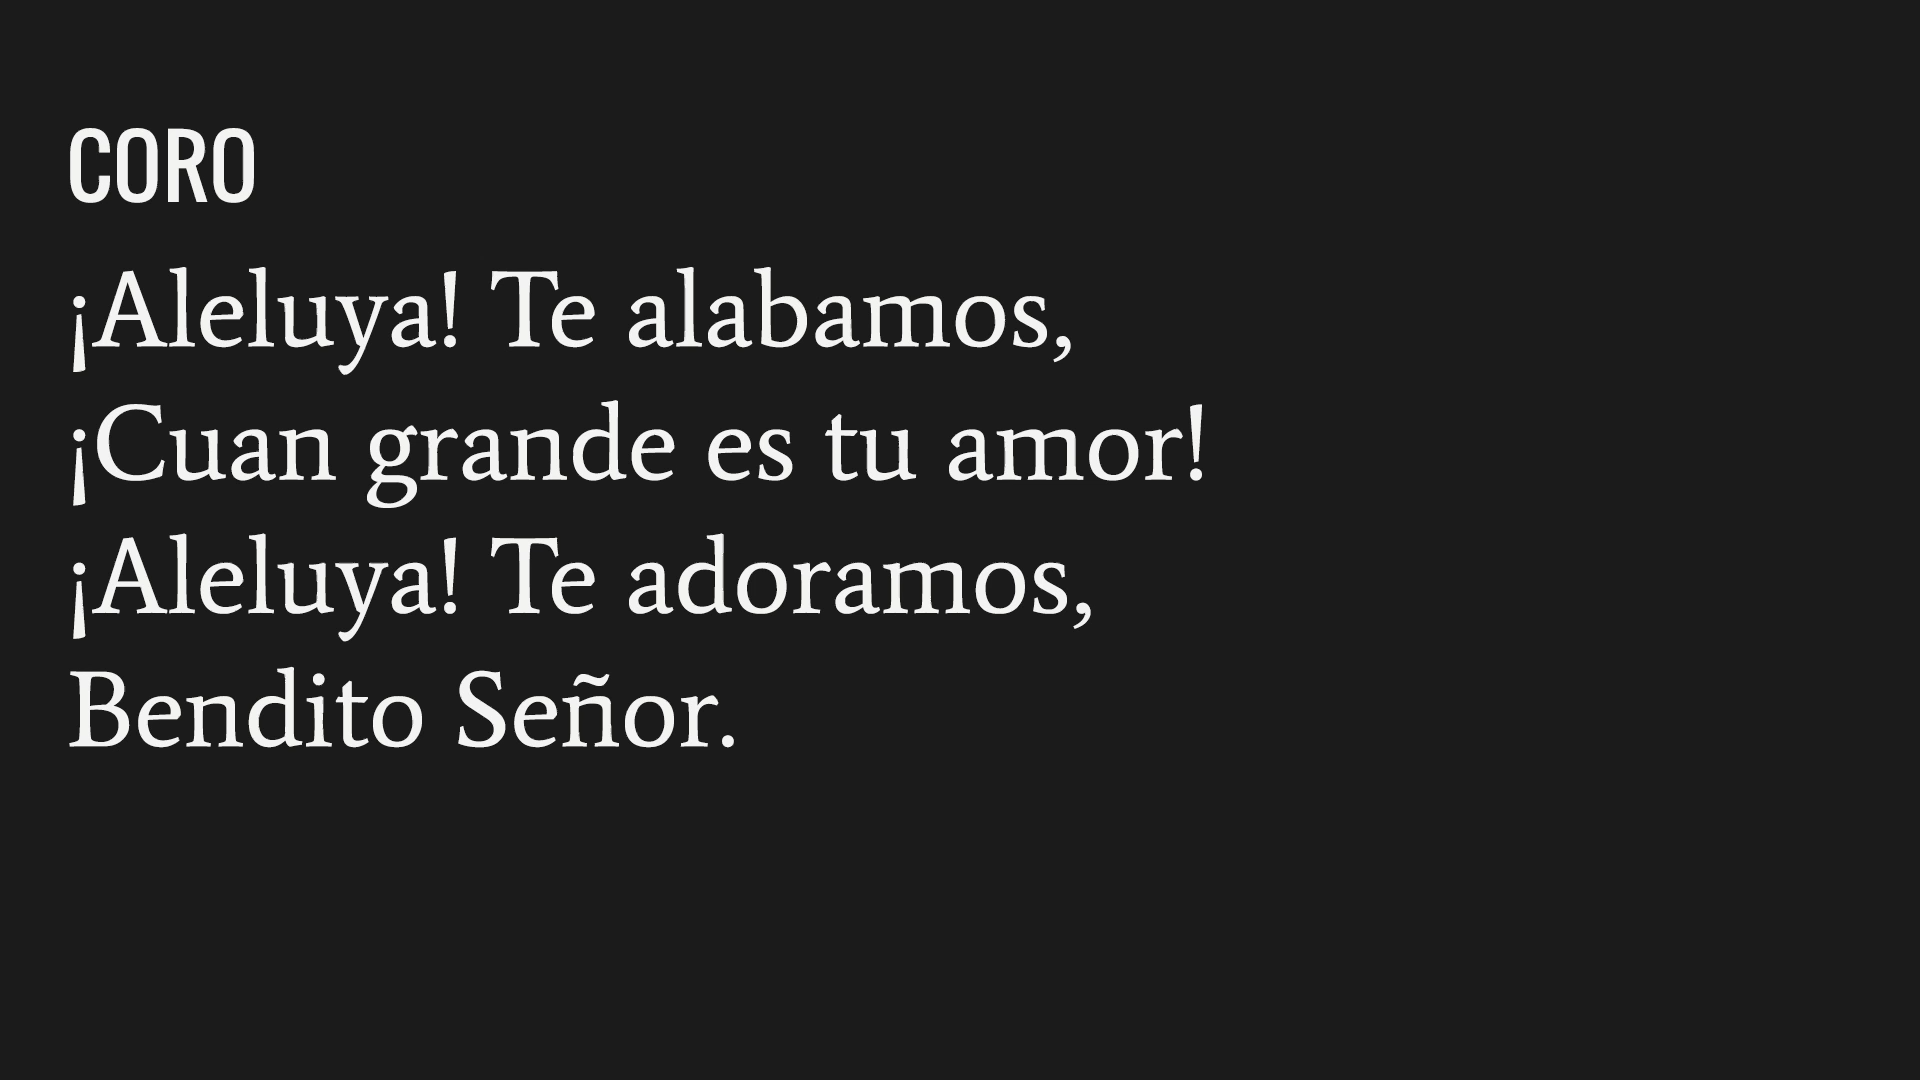 CORO
¡Aleluya! Te alabamos,
¡Cuan grande es tu amor!
¡Aleluya! Te adoramos,
Bendito Señor.